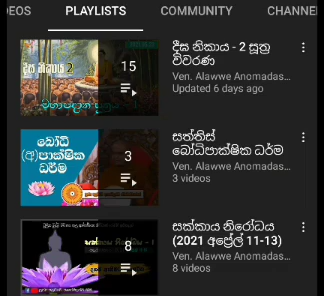 DEOS PLAYLISTS COMMUNITY CHANNE
දීඝ නිකාය 2
15
දීඝ නිකාය - 2 සූත්‍ර
විවරණ
Ven. Alawwe Anomadas...
Updated 6 days ago
බෝධි
(අ)පාක්ෂික
ධර්ම
3
සත්තිස්
බෝධිපාක්ෂික ධර්ම
Ven. Alawwe Anomadas...
3 videos
8
සක්කාය නිරෝධය
(2021 අප්‍රේල් 11-13)
Ven. Alawwe Anomadas...
8 videos